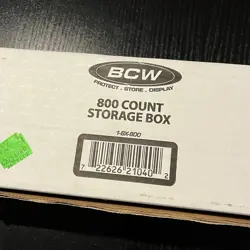 BCW
PROTECT · STORE · DISPLAY
800 COUNT
STORAGE BOX
1-BX-800
7 22626 21040 2